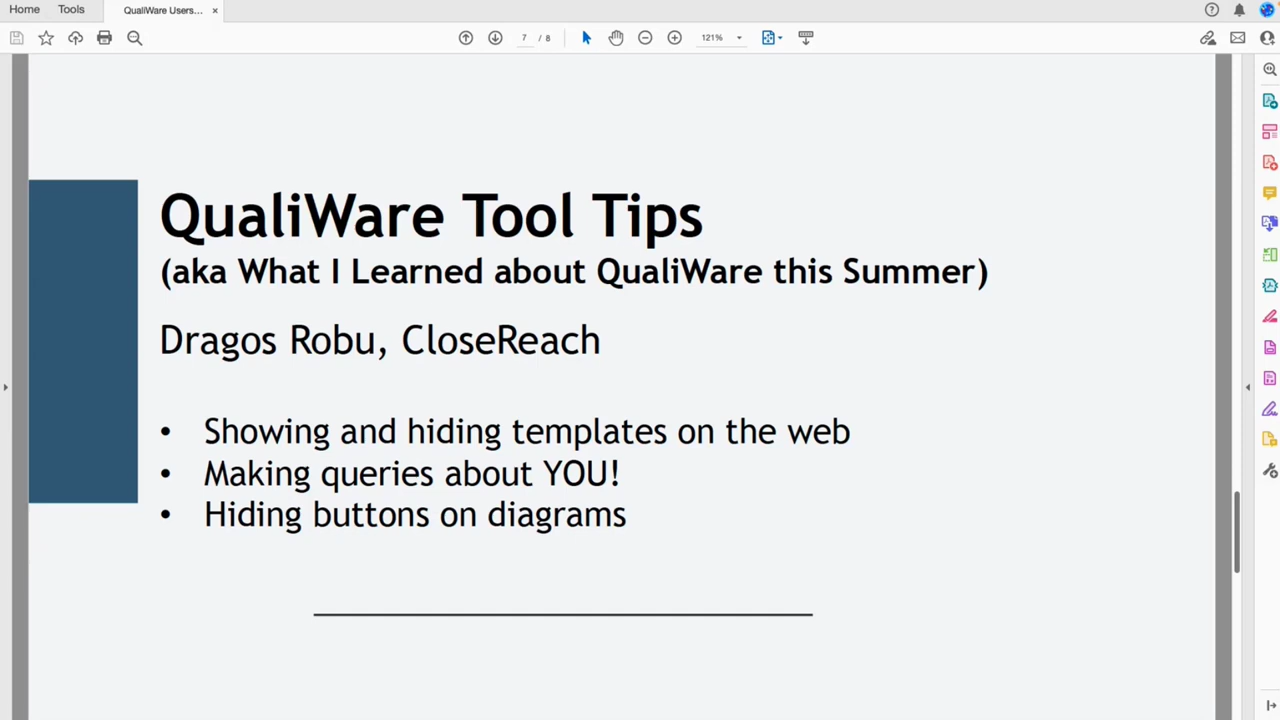 Home
Tools
QualiWare Users...
7 / 8
121%
QualiWare Tool Tips
(aka What I Learned about QualiWare this Summer)
Dragos Robu, CloseReach
• Showing and hiding templates on the web
• Making queries about YOU!
• Hiding buttons on diagrams